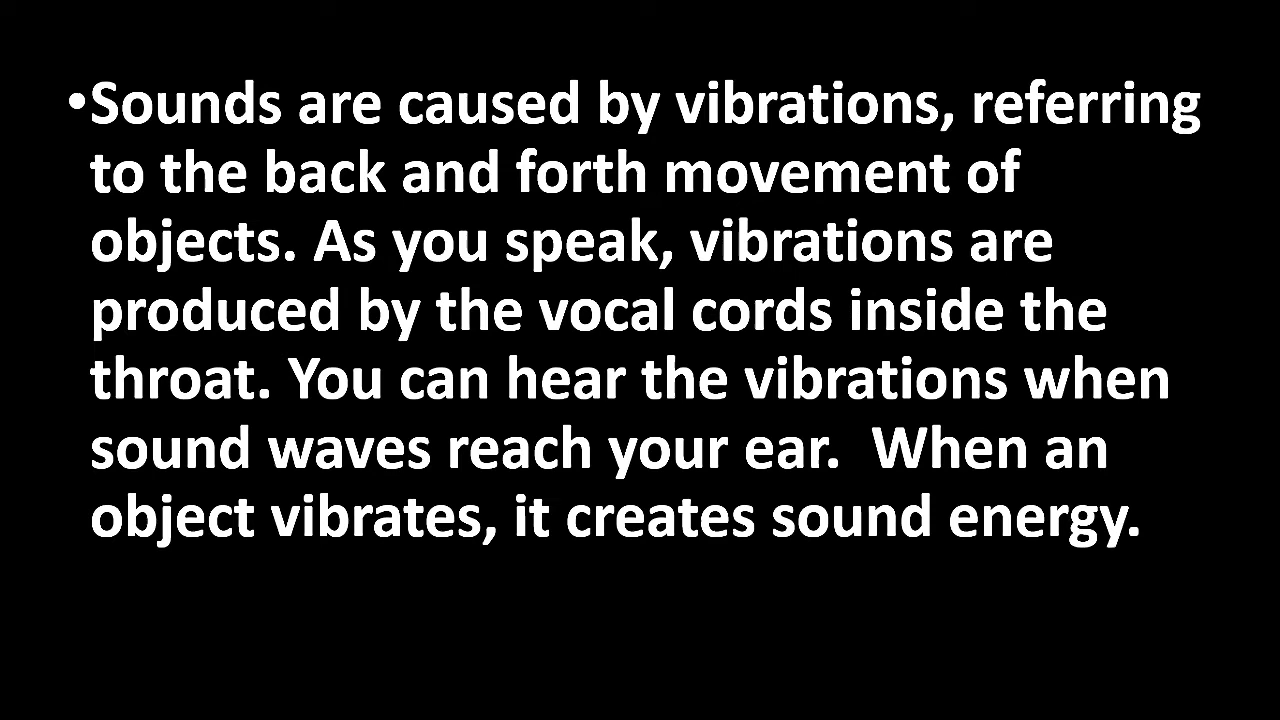 •Sounds are caused by vibrations, referring
to the back and forth movement of
objects. As you speak, vibrations are
produced by the vocal cords inside the
throat. You can hear the vibrations when
sound waves reach your ear.  When an
object vibrates, it creates sound energy.